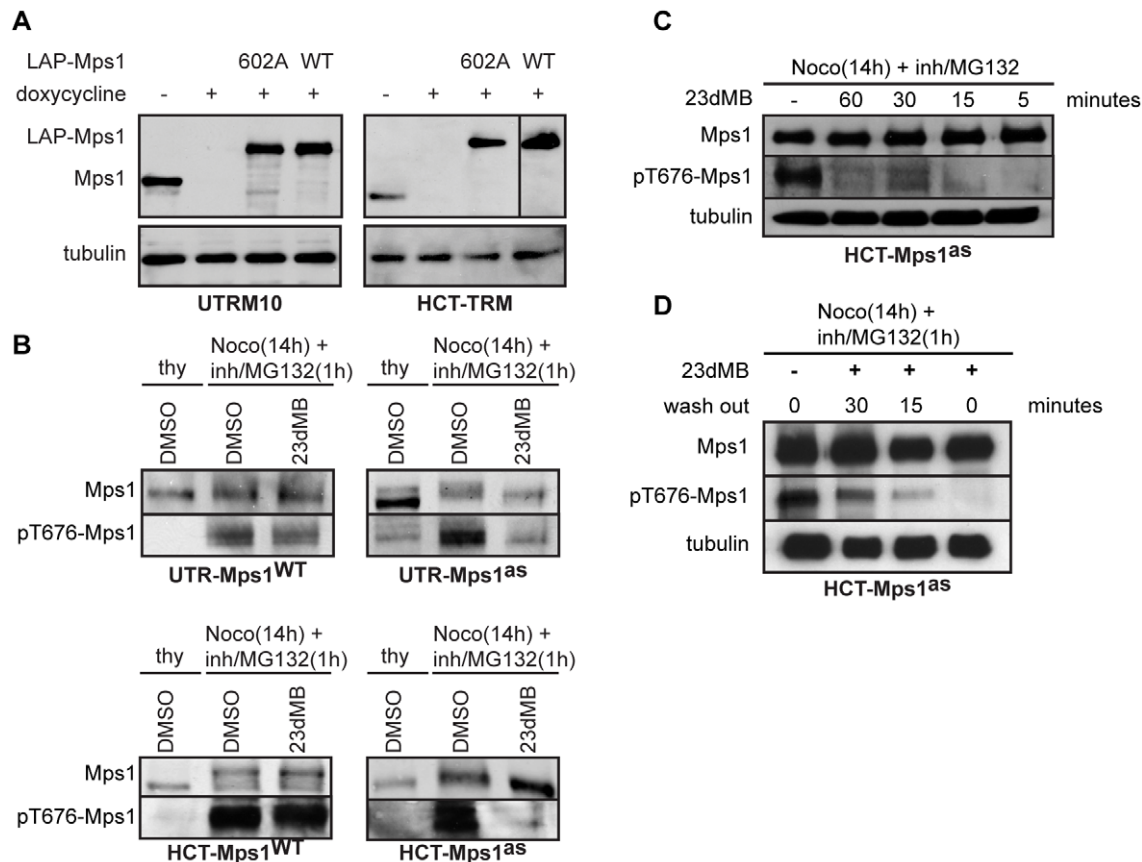 A
LAP-Mps1 602A WT 602A WT
doxycycline - + + + - + + +
LAP-Mps1
Mps1
tubulin
UTRM10 HCT-TRM
B
thy Noco(14h) + inh/MG132(1h) thy Noco(14h) + inh/MG132(1h)
DMSO DMSO 23dMB DMSO DMSO 23dMB
Mps1
pT676-Mps1
UTR-Mps1WT UTR-Mps1as
thy Noco(14h) + inh/MG132(1h) thy Noco(14h) + inh/MG132(1h)
DMSO DMSO 23dMB DMSO DMSO 23dMB
Mps1
pT676-Mps1
HCT-Mps1WT HCT-Mps1as
C
Noco(14h) + inh/MG132
23dMB - 60 30 15 5 minutes
Mps1
pT676-Mps1
tubulin
HCT-Mps1as
D
Noco(14h) +
inh/MG132(1h)
23dMB - + + +
wash out 0 30 15 0 minutes
Mps1
pT676-Mps1
tubulin
HCT-Mps1as